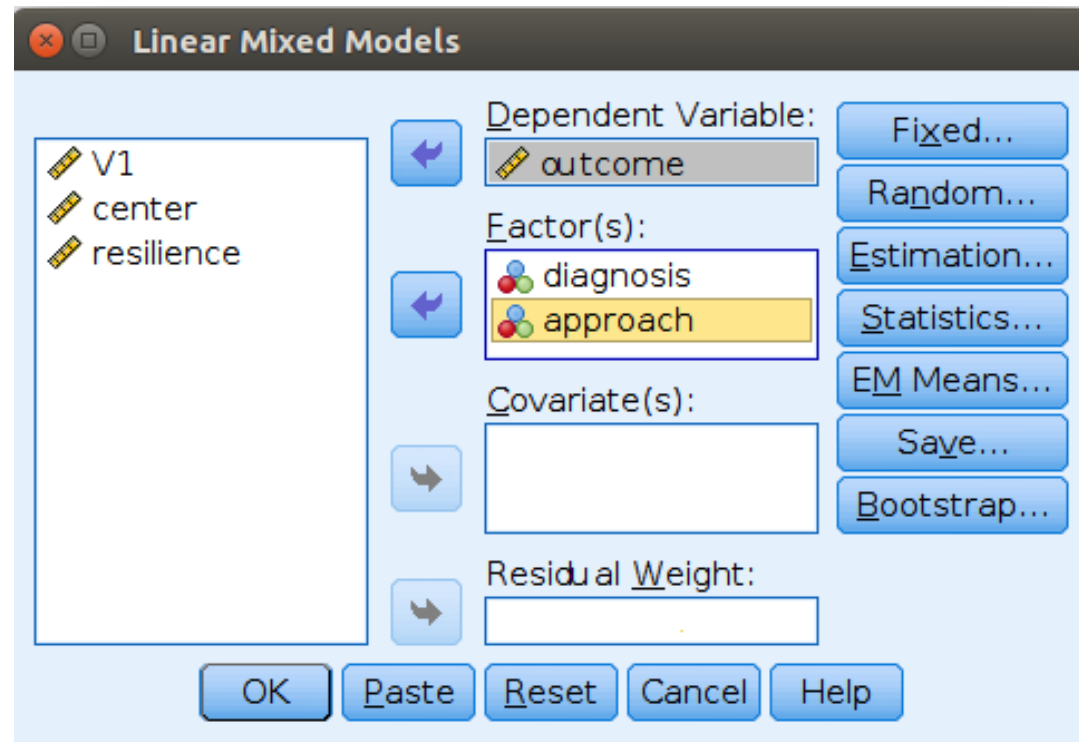 Linear Mixed Models
V1
center
resilience
Dependent Variable:
outcome
Factor(s):
diagnosis
approach
Covariate(s):
Residual Weight:
Fixed...
Random...
Estimation...
Statistics...
EM Means...
Save...
Bootstrap...
OK Paste Reset Cancel Help